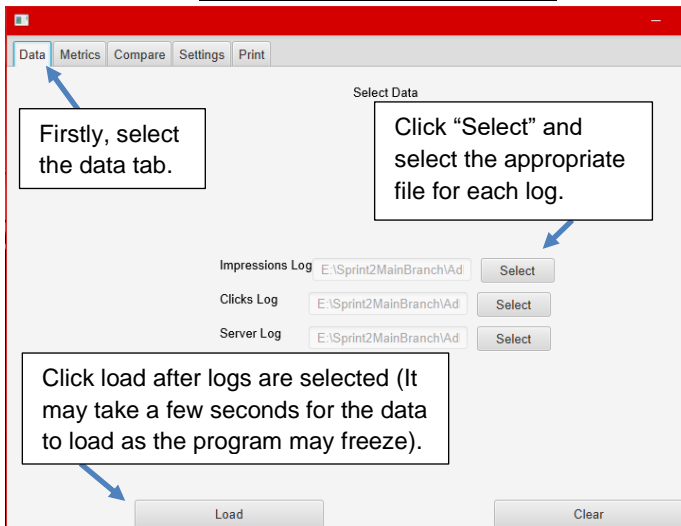 Data Metrics Compare Settings Print
Select Data
Firstly, select
the data tab.
Click “Select” and
select the appropriate
file for each log.
Impressions Log E:\Sprint2MainBranch\Ad Select
Clicks Log E:\Sprint2MainBranch\Ad Select
Server Log E:\Sprint2MainBranch\Ad Select
Click load after logs are selected (It
may take a few seconds for the data
to load as the program may freeze).
Load Clear